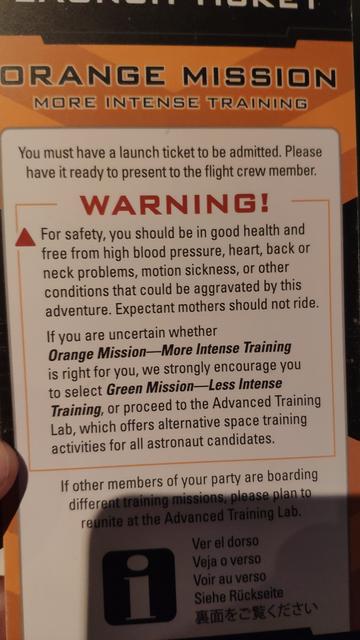 LAUNCH TICKET
ORANGE MISSION
MORE INTENSE TRAINING
You must have a launch ticket to be admitted. Please
have it ready to present to the flight crew member.
WARNING!
For safety, you should be in good health and
free from high blood pressure, heart, back or
neck problems, motion sickness, or other
conditions that could be aggravated by this
adventure. Expectant mothers should not ride.
If you are uncertain whether
Orange Mission—More Intense Training
is right for you, we strongly encourage you
to select Green Mission—Less Intense
Training, or proceed to the Advanced Training
Lab, which offers alternative space training
activities for all astronaut candidates.
If other members of your party are boarding
different training missions, please plan to
reunite at the Advanced Training Lab.
i
Ver el dorso
Veja o verso
Voir au verso
Siehe Rückseite
裏面をご覧ください